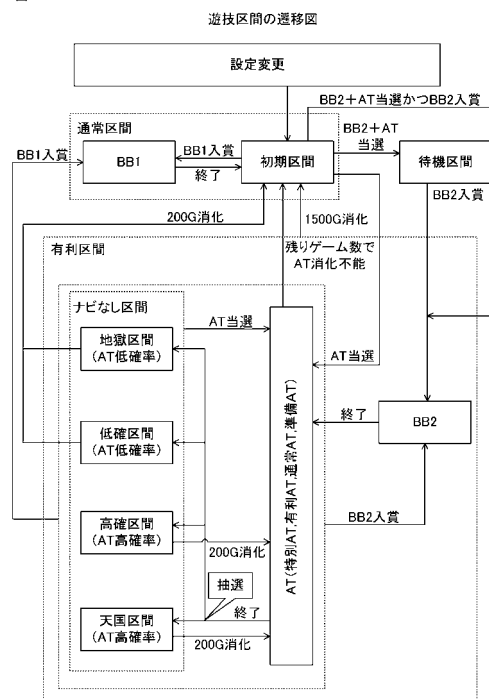 遊技区間の遷移図
設定変更
BB2+AT当選かつBB2入賞
通常区間
BB1入賞
BB1
BB1入賞
終了
初期区間
BB2+AT
当選
待機区間
BB2入賞
200G消化
1500G消化
有利区間
残りゲーム数で
AT消化不能
ナビなし区間
地獄区間
(AT低確率)
AT当選
AT当選
低確区間
(AT低確率)
AT(特別AT,有利AT,通常AT,準備AT)
終了
BB2
高確区間
(AT高確率)
200G消化
BB2入賞
抽選
天国区間
(AT高確率)
終了
200G消化